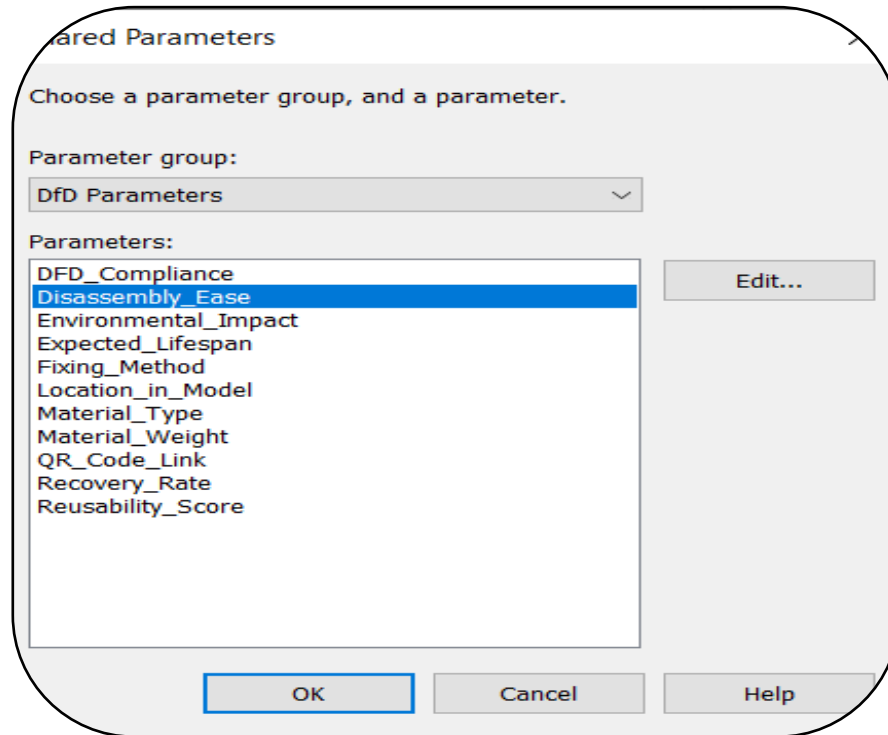 ared Parameters
Choose a parameter group, and a parameter.
Parameter group:
DfD Parameters
Parameters:
DFD_Compliance
Disassembly_Ease
Edit...
Environmental_Impact
Expected_Lifespan
Fixing_Method
Location_in_Model
Material_Type
Material_Weight
QR_Code_Link
Recovery_Rate
Reusability_Score
OK
Cancel
Help